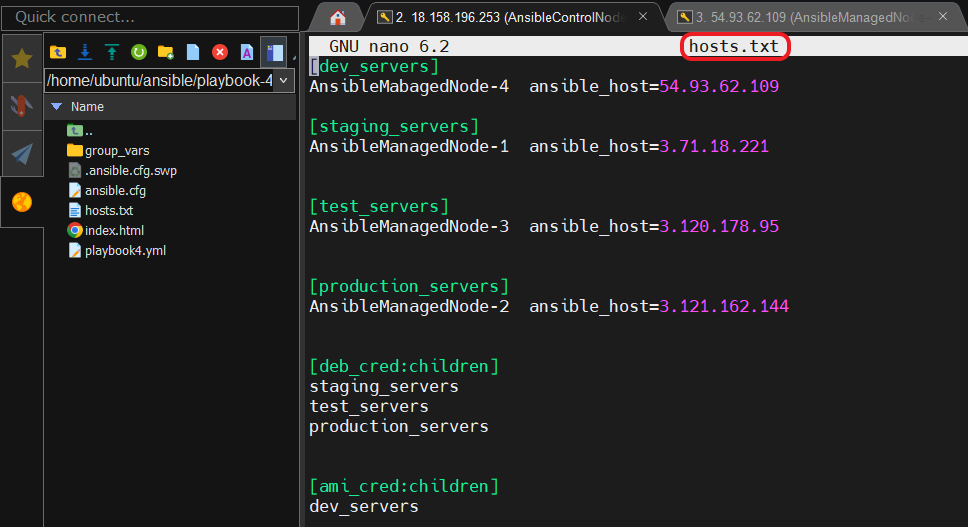 Quick connect...
2. 18.158.196.253 (AnsibleControlNode
3. 54.93.62.109 (AnsibleManagedNode
/home/ubuntu/ansible/playbook-4
Name
..
group_vars
.ansible.cfg.swp
ansible.cfg
hosts.txt
index.html
playbook4.yml
GNU nano 6.2 hosts.txt
[dev_servers]
AnsibleMabagedNode-4 ansible_host=54.93.62.109
[staging_servers]
AnsibleManagedNode-1 ansible_host=3.71.18.221
[test_servers]
AnsibleManagedNode-3 ansible_host=3.120.178.95
[production_servers]
AnsibleManagedNode-2 ansible_host=3.121.162.144
[deb_cred:children]
staging_servers
test_servers
production_servers
[ami_cred:children]
dev_servers